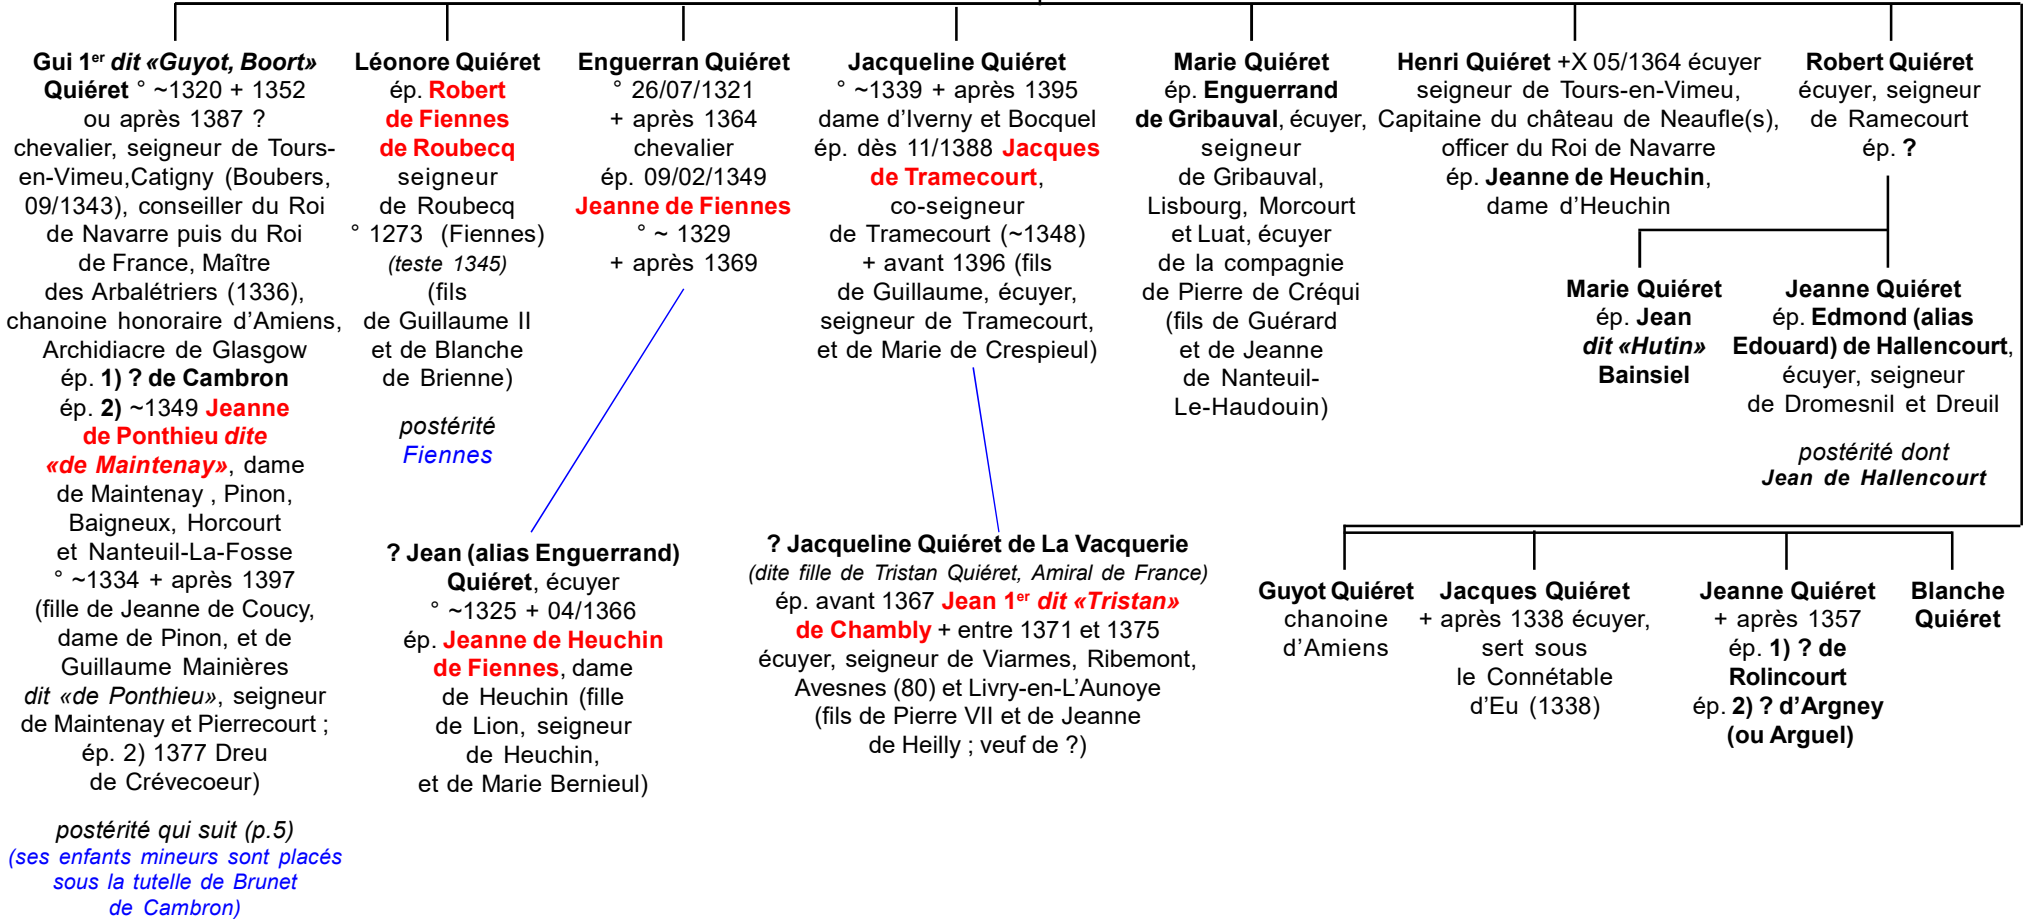 Gui 1er dit «Guyot, Boort»
Quiéret ° ~1320 + 1352
ou après 1387 ?
chevalier, seigneur de Tours-
en-Vimeu,Catigny (Boubers,
09/1343), conseiller du Roi
de Navarre puis du Roi
de France, Maître
des Arbalétriers (1336),
chanoine honoraire d'Amiens,
Archidiacre de Glasgow
ép. 1) ? de Cambron
ép. 2) ~1349 Jeanne
de Ponthieu dite
«de Maintenay», dame
de Maintenay , Pinon,
Baigneux, Horcourt
et Nanteuil-La-Fosse
° ~1334 + après 1397
(fille de Jeanne de Coucy,
dame de Pinon, et de
Guillaume Mainières
dit «de Ponthieu», seigneur
de Maintenay et Pierrecourt ;
ép. 2) 1377 Dreu
de Crévecoeur)
postérité qui suit (p.5)
(ses enfants mineurs sont placés
sous la tutelle de Brunet
de Cambron)
Léonore Quiéret
ép. Robert
de Fiennes
de Roubecq
seigneur
de Roubecq
° 1273 (Fiennes)
(teste 1345)
(fils
de Guillaume II
et de Blanche
de Brienne)
postérité
Fiennes
Enguerran Quiéret
° 26/07/1321
+ après 1364
chevalier
ép. 09/02/1349
Jeanne de Fiennes
° ~ 1329
+ après 1369
? Jean (alias Enguerrand)
Quiéret, écuyer
° ~1325 + 04/1366
ép. Jeanne de Heuchin
de Fiennes, dame
de Heuchin (fille
de Lion, seigneur
de Heuchin,
et de Marie Bernieul)
Jacqueline Quiéret
° ~1339 + après 1395
dame d'Iverny et Bocquel
ép. dès 11/1388 Jacques
de Tramecourt,
co-seigneur
de Tramecourt (~1348)
+ avant 1396 (fils
de Guillaume, écuyer,
seigneur de Tramecourt,
et de Marie de Crespieul)
? Jacqueline Quiéret de La Vacquerie
(dite fille de Tristan Quiéret, Amiral de France)
ép. avant 1367 Jean 1er dit «Tristan»
de Chambly + entre 1371 et 1375
écuyer, seigneur de Viarmes, Ribemont,
Avesnes (80) et Livry-en-L'Aunoye
(fils de Pierre VII et de Jeanne
de Heilly ; veuf de ?)
Marie Quiéret
ép. Enguerrand
de Gribauval, écuyer,
seigneur
de Gribauval,
Lisbourg, Morcourt
et Luat, écuyer
de la compagnie
de Pierre de Créqui
(fils de Guérard
et de Jeanne
de Nanteuil-
Le-Haudouin)
Henri Quiéret +X 05/1364 écuyer
seigneur de Tours-en-Vimeu,
Capitaine du château de Neaufle(s),
officer du Roi de Navarre
ép. Jeanne de Heuchin,
dame d'Heuchin
Robert Quiéret
écuyer, seigneur
de Ramecourt
ép. ?
Marie Quiéret
ép. Jean
dit «Hutin»
Bainsiel
Jeanne Quiéret
ép. Edmond (alias
Edouard) de Hallencourt,
écuyer, seigneur
de Dromesnil et Dreuil
postérité dont
Jean de Hallencourt
Guyot Quiéret
chanoine
d'Amiens
Jacques Quiéret
+ après 1338 écuyer,
sert sous
le Connétable
d'Eu (1338)
Jeanne Quiéret
+ après 1357
ép. 1) ? de
Rolincourt
ép. 2) ? d'Argney
(ou Arguel)
Blanche
Quiéret